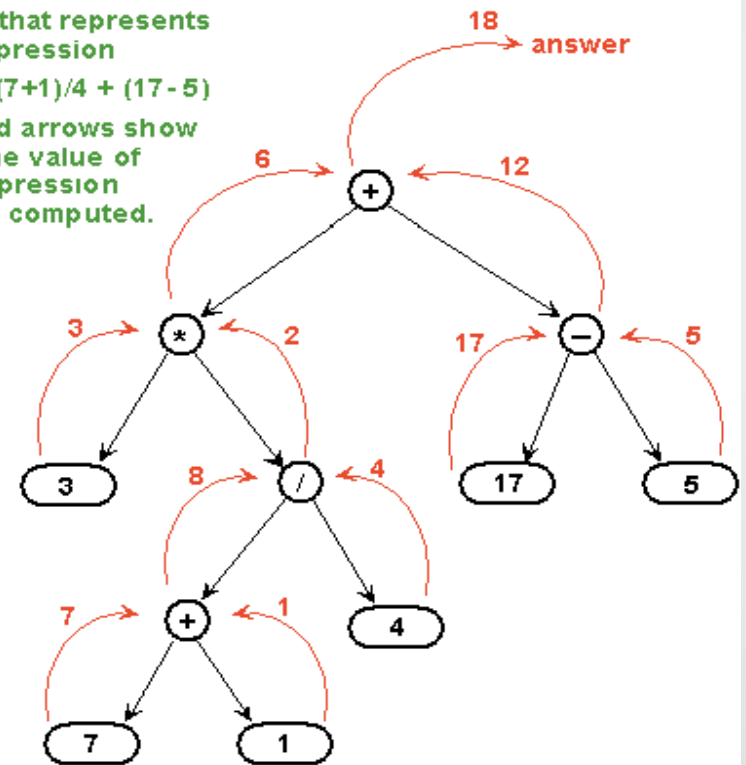 that represents
pression
(7+1)/4 + (17-5)
d arrows show
e value of
pression
computed.
18
answer
6
12
+
3
2
17
5
*
−
3
8
4
17
5
/
7
1
+
4
7
1